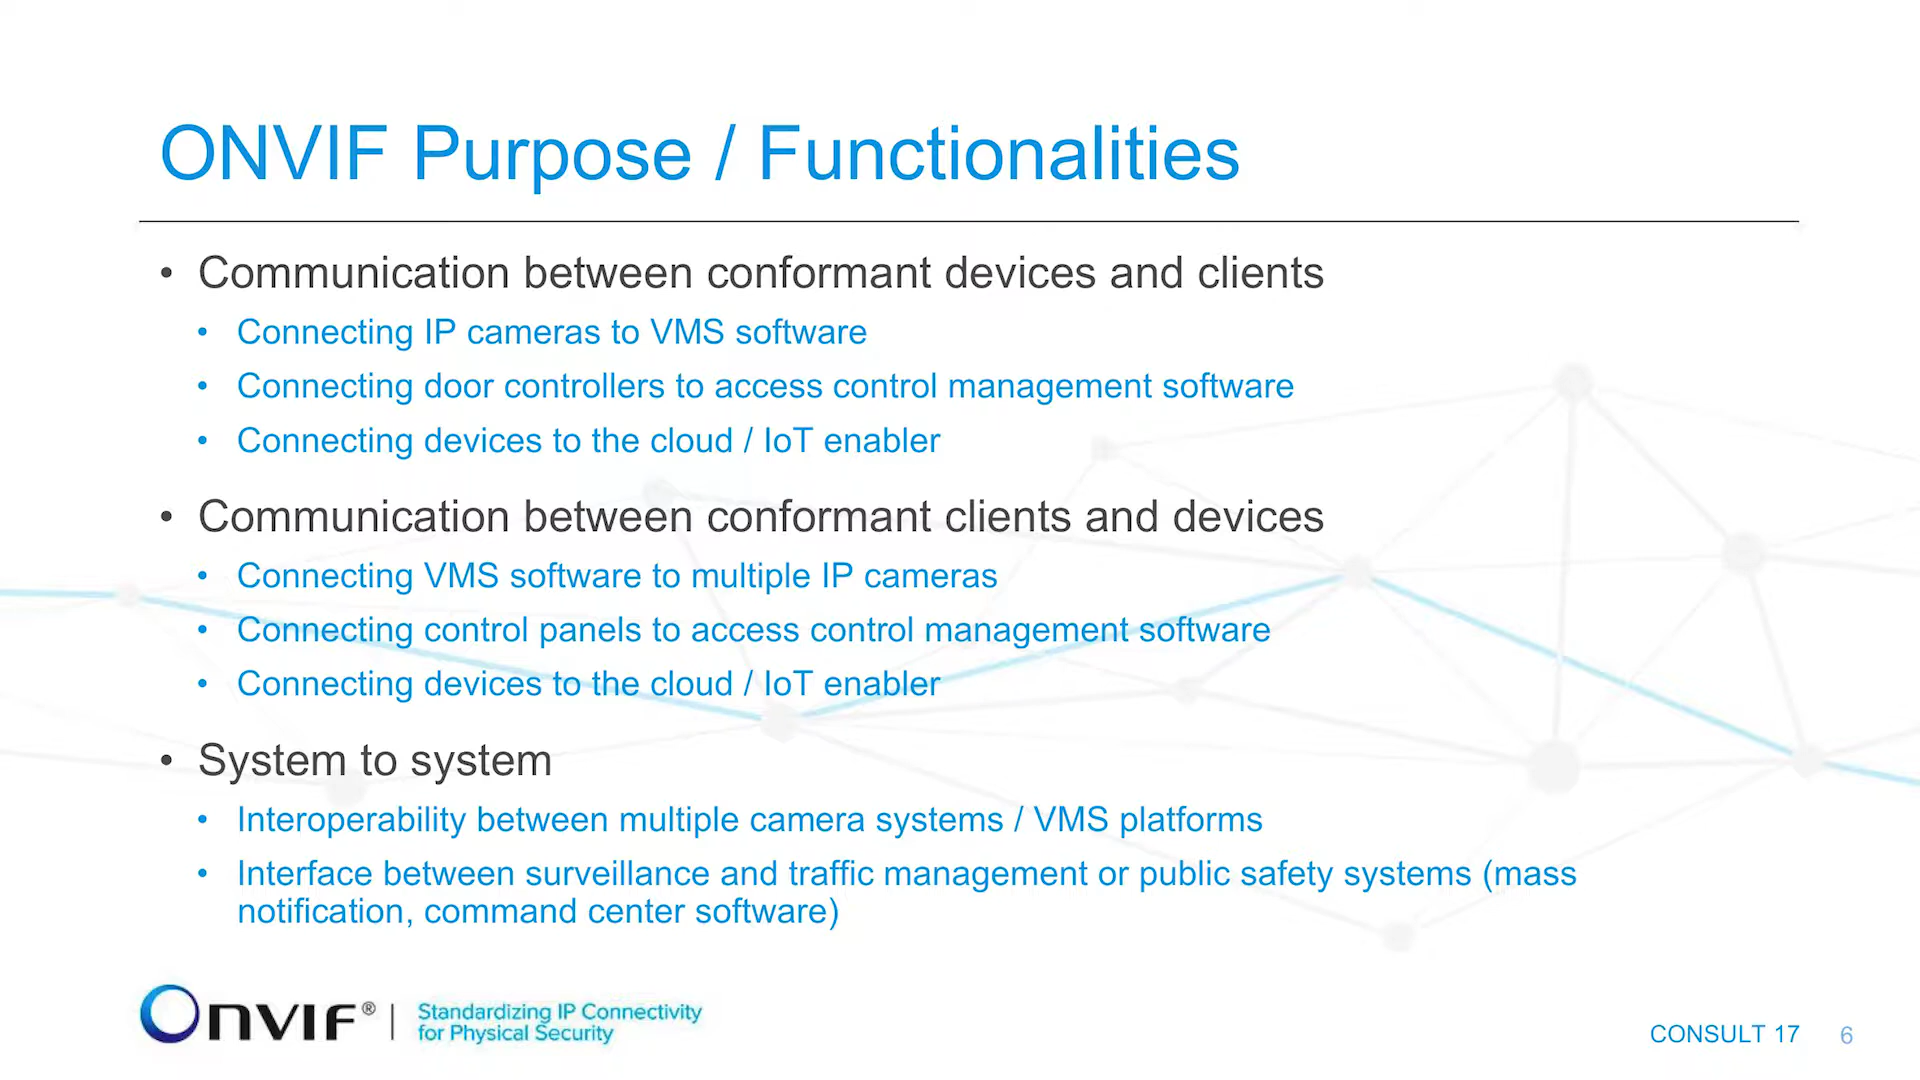 ONVIF Purpose / Functionalities
• Communication between conformant devices and clients
• Connecting IP cameras to VMS software
• Connecting door controllers to access control management software
• Connecting devices to the cloud / IoT enabler
• Communication between conformant clients and devices
• Connecting VMS software to multiple IP cameras
• Connecting control panels to access control management software
• Connecting devices to the cloud / IoT enabler
• System to system
• Interoperability between multiple camera systems / VMS platforms
• Interface between surveillance and traffic management or public safety systems (mass
notification, command center software)
ONVIF® | Standardizing IP Connectivity
for Physical Security
CONSULT 17 6